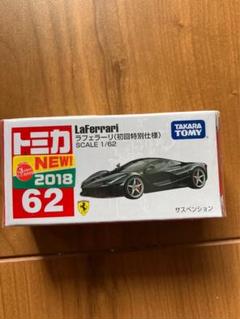 トミカ
LaFerrari
ラフェラーリ(初回特別仕様)
SCALE 1/62
TAKARA
TOMY
NEW!
2018
62
サスペンション